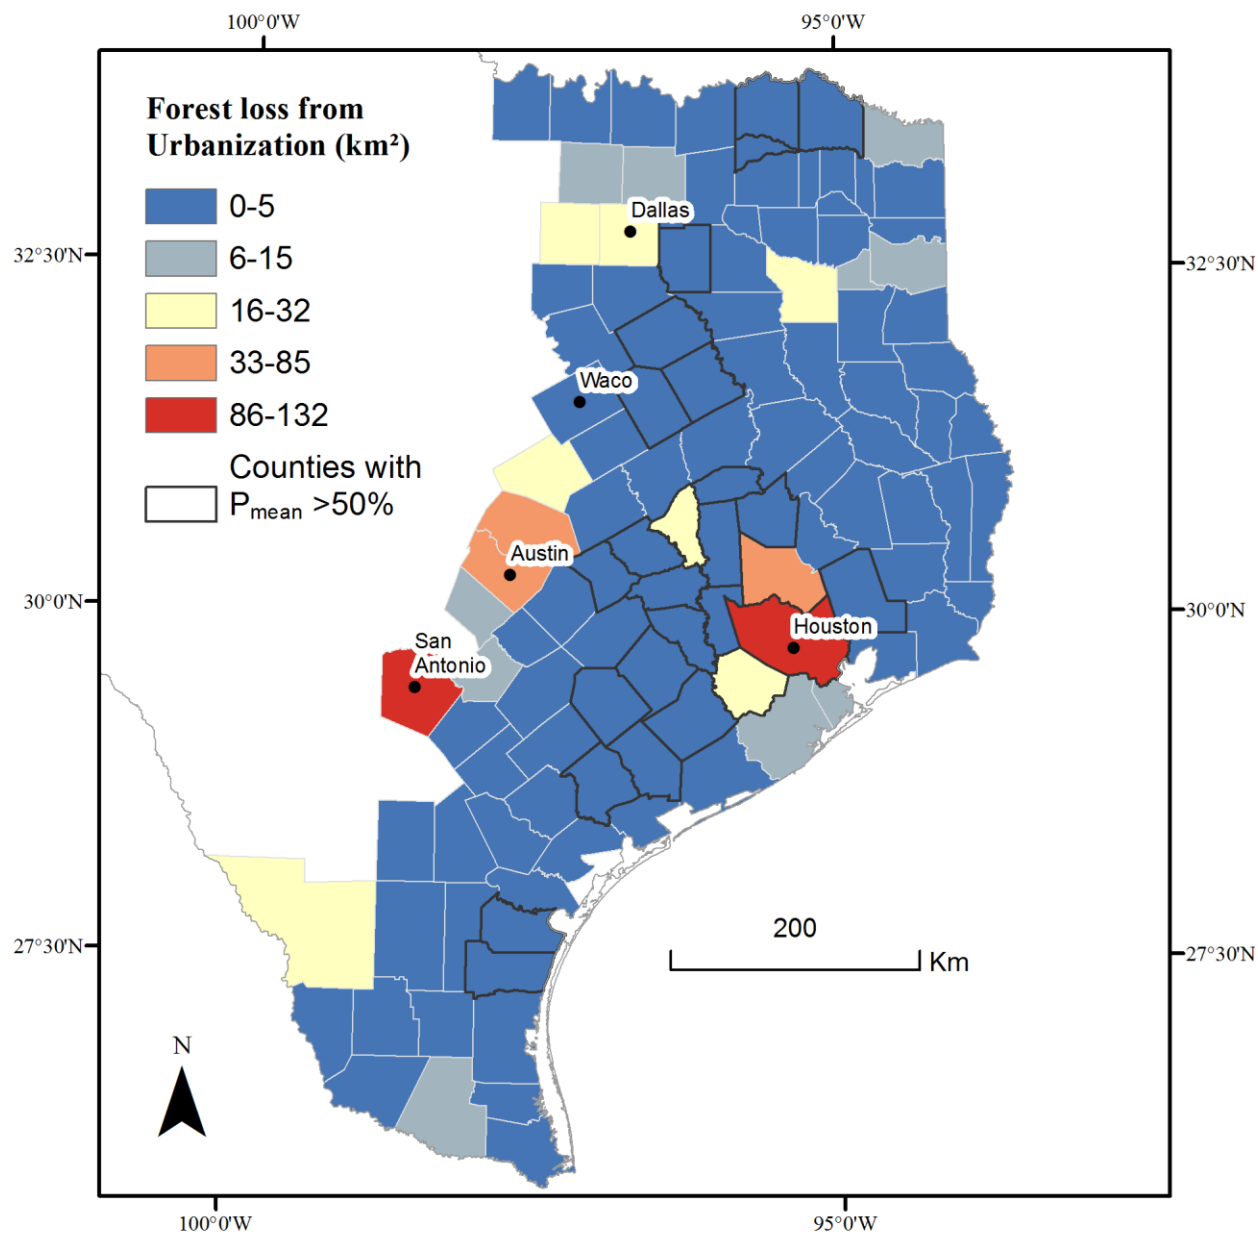 100°0'W 95°0'W
Forest loss from
Urbanization (km²)
0-5
6-15
16-32
33-85
86-132
Counties with
Pmean >50%
Dallas
32°30'N 32°30'N
Waco
Austin
30°0'N 30°0'N
Houston
San
Antonio
200
Km
27°30'N 27°30'N
N
100°0'W 95°0'W